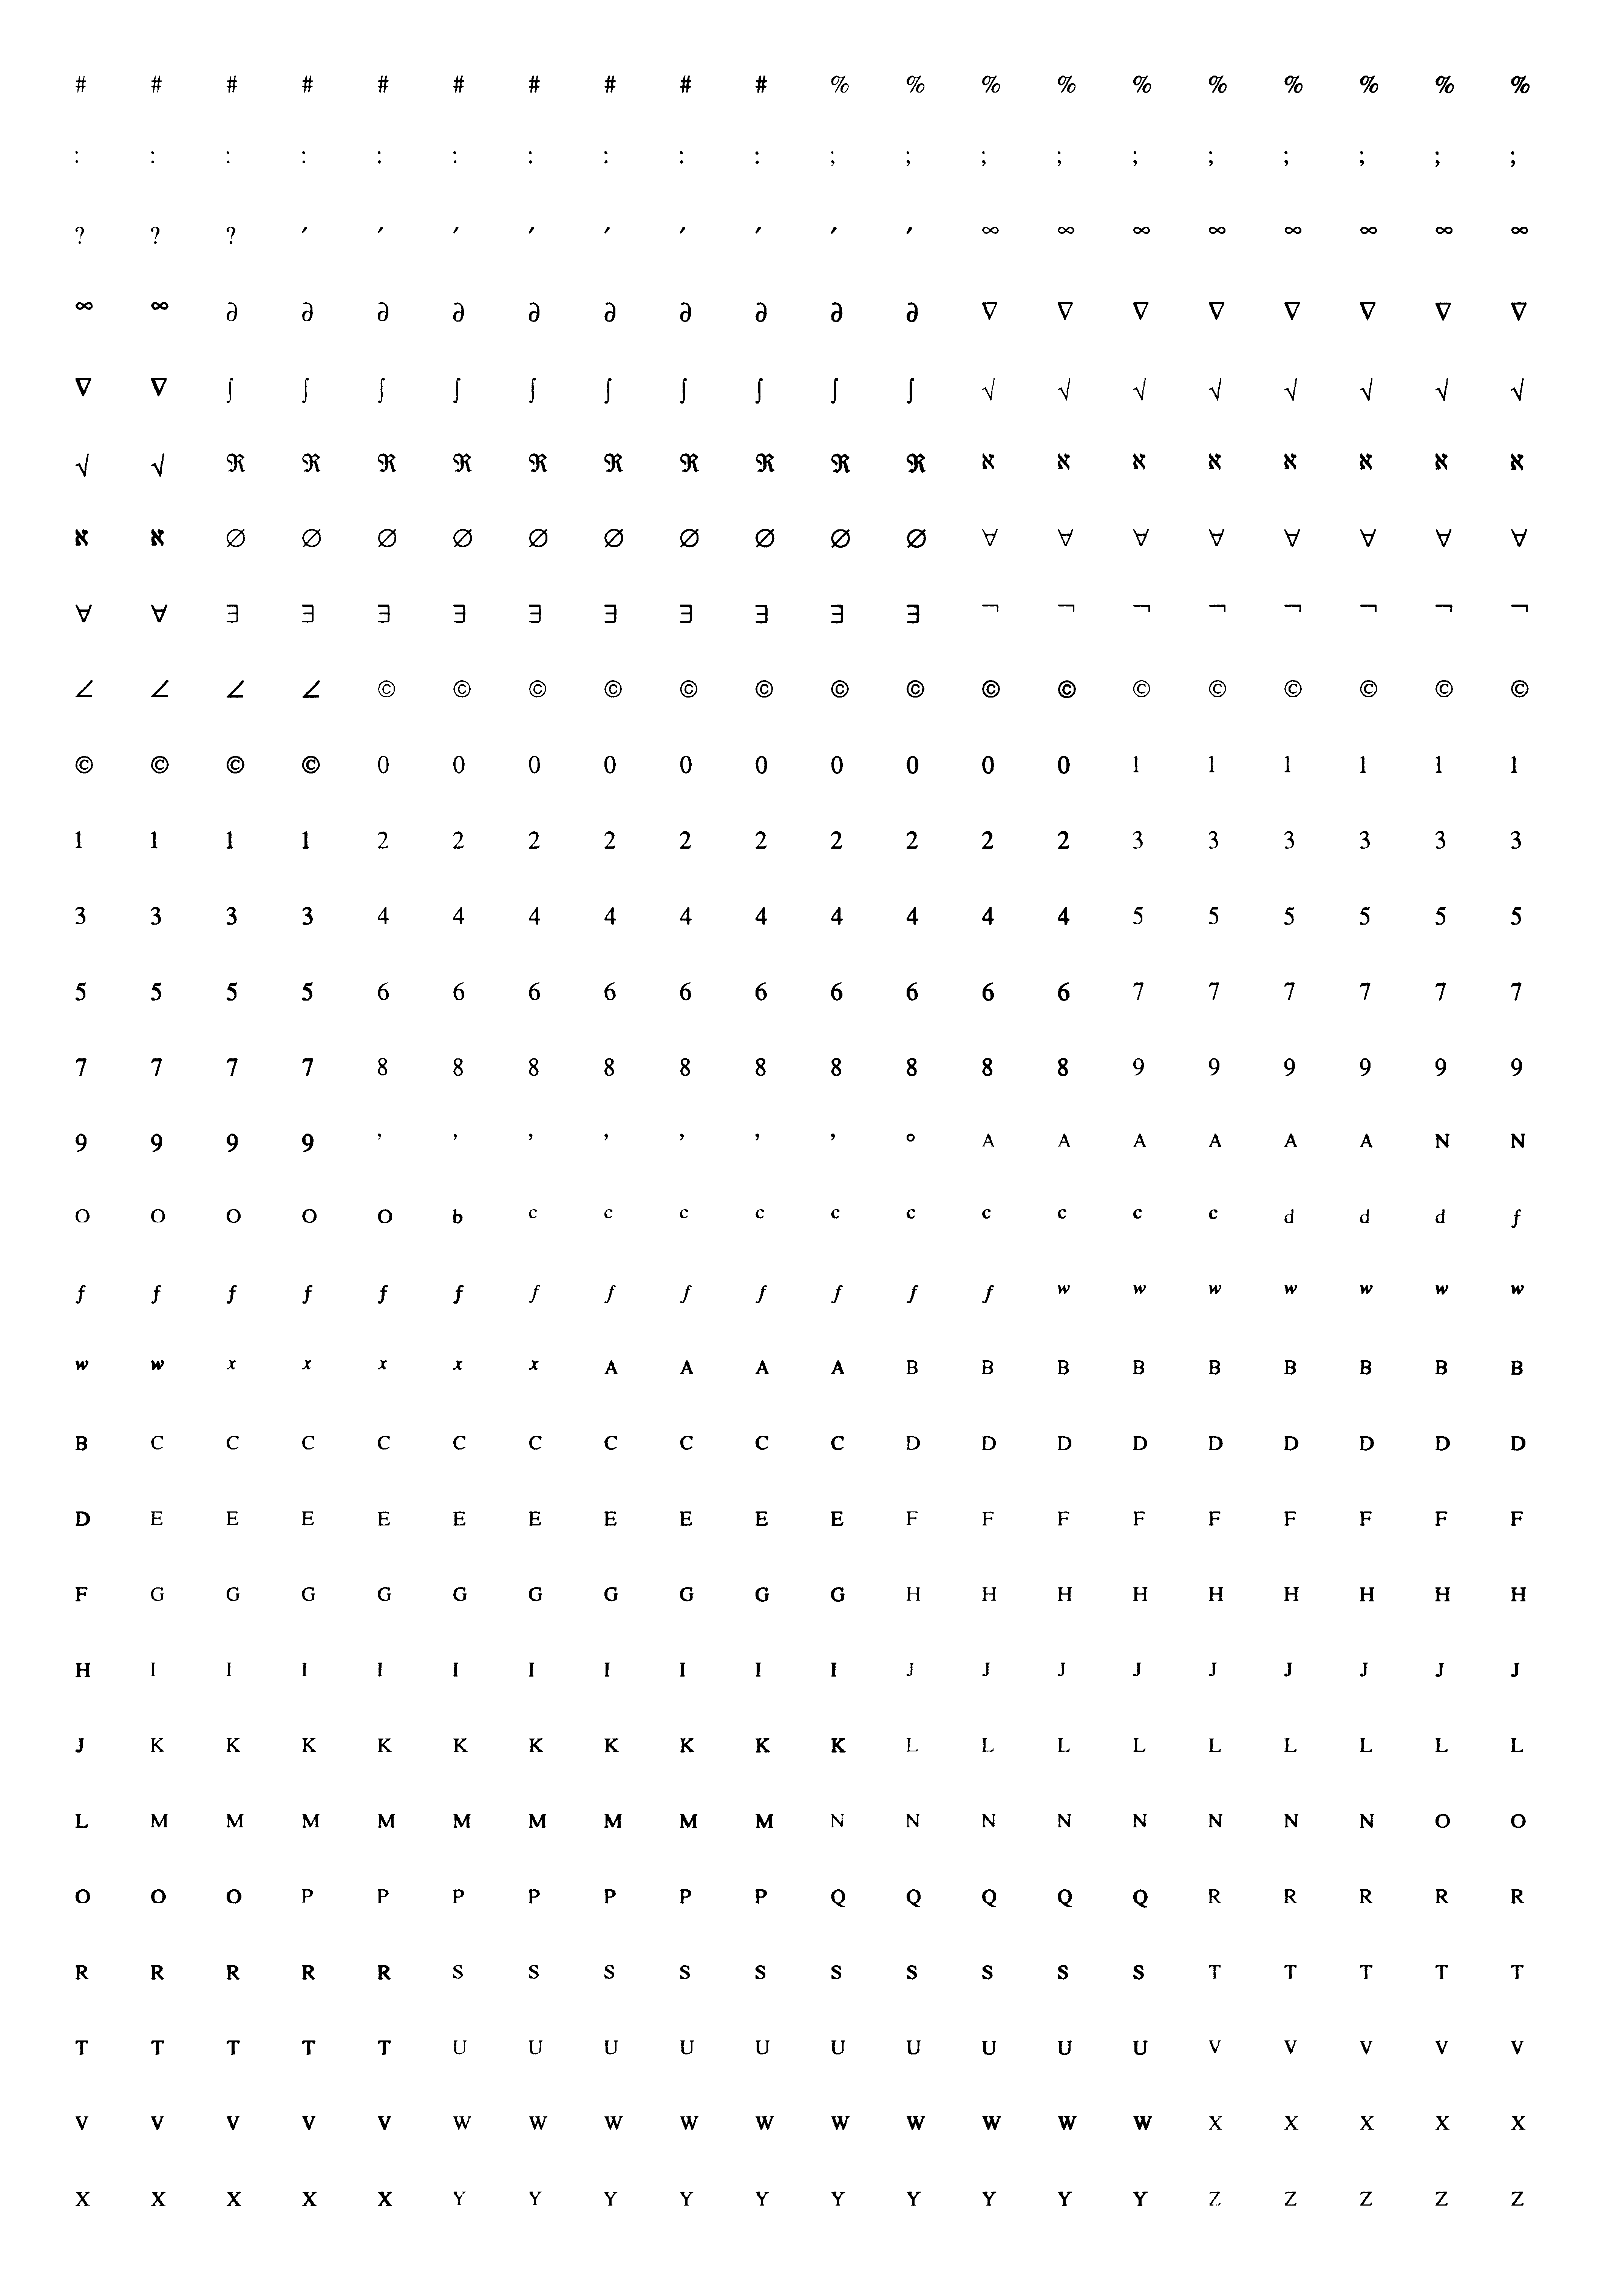 # # # # # # # # # # % % % % % % % % % %
: : : : : : : : : : ; ; ; ; ; ; ; ; ; ;
? ? ? ′ ′ ′ ′ ′ ′ ′ ′ ′ ∞ ∞ ∞ ∞ ∞ ∞ ∞ ∞
∞ ∞ ∂ ∂ ∂ ∂ ∂ ∂ ∂ ∂ ∂ ∂ ∇ ∇ ∇ ∇ ∇ ∇ ∇ ∇
∇ ∇ ∫ ∫ ∫ ∫ ∫ ∫ ∫ ∫ ∫ ∫ √ √ √ √ √ √ √ √
√ √ ℜ ℜ ℜ ℜ ℜ ℜ ℜ ℜ ℜ ℜ ℵ ℵ ℵ ℵ ℵ ℵ ℵ ℵ
ℵ ℵ ∅ ∅ ∅ ∅ ∅ ∅ ∅ ∅ ∅ ∅ ∀ ∀ ∀ ∀ ∀ ∀ ∀ ∀
∀ ∀ ∃ ∃ ∃ ∃ ∃ ∃ ∃ ∃ ∃ ∃ ¬ ¬ ¬ ¬ ¬ ¬ ¬ ¬
∠ ∠ ∠ ∠ © © © © © © © © © © © © © © © ©
© © © © 0 0 0 0 0 0 0 0 0 0 1 1 1 1 1 1
1 1 1 1 2 2 2 2 2 2 2 2 2 2 3 3 3 3 3 3
3 3 3 3 4 4 4 4 4 4 4 4 4 4 5 5 5 5 5 5
5 5 5 5 6 6 6 6 6 6 6 6 6 6 7 7 7 7 7 7
7 7 7 7 8 8 8 8 8 8 8 8 8 8 9 9 9 9 9 9
9 9 9 9 ’ ’ ’ ’ ’ ’ ’ ° A A A A A A N N
O O O O O b c c c c c c c c c c d d d f
f f f f f f f f f f f f f w w w w w w w
w w x x x x x A A A A B B B B B B B B B
B C C C C C C C C C C D D D D D D D D D
D E E E E E E E E E E F F F F F F F F F
F G G G G G G G G G G H H H H H H H H H
H I I I I I I I I I I J J J J J J J J J
J K K K K K K K K K K L L L L L L L L L
L M M M M M M M M M N N N N N N N N O O
O O O P P P P P P P Q Q Q Q Q R R R R R
R R R R R S S S S S S S S S S T T T T T
T T T T T U U U U U U U U U U V V V V V
V V V V V W W W W W W W W W W X X X X X
X X X X X Y Y Y Y Y Y Y Y Y Y Z Z Z Z Z